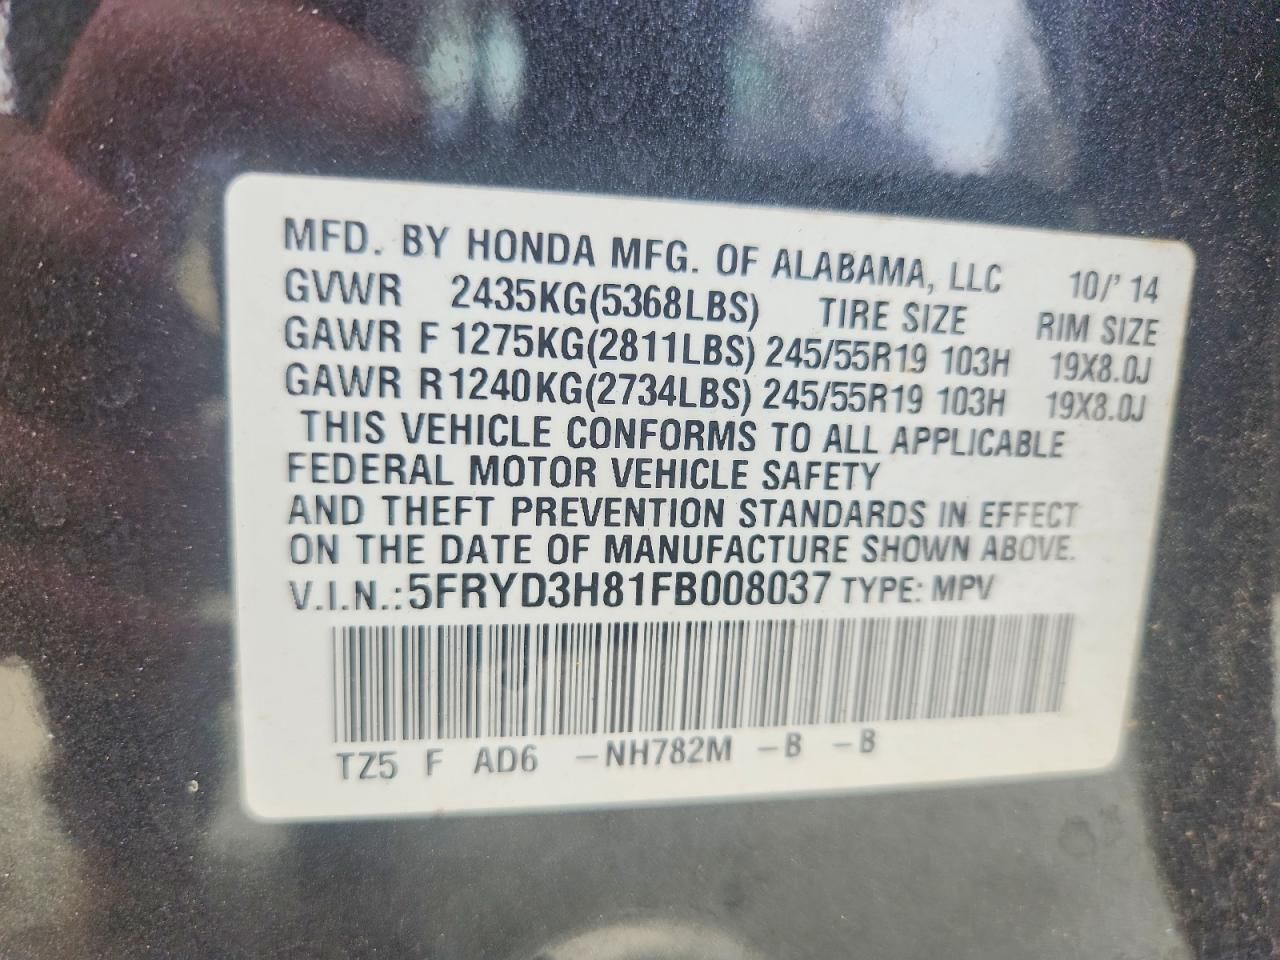 MFD. BY HONDA MFG. OF ALABAMA, LLC 10/'14
GVWR 2435KG(5368LBS) TIRE SIZE RIM SIZE
GAWR F 1275KG(2811LBS) 245/55R19 103H 19X8.0J
GAWR R 1240KG(2734LBS) 245/55R19 103H 19X8.0J
THIS VEHICLE CONFORMS TO ALL APPLICABLE
FEDERAL MOTOR VEHICLE SAFETY
AND THEFT PREVENTION STANDARDS IN EFFECT
ON THE DATE OF MANUFACTURE SHOWN ABOVE.
V.I.N.:5FRYD3H81FB008037 TYPE: MPV
TZ5 F AD6 -NH782M -B -B